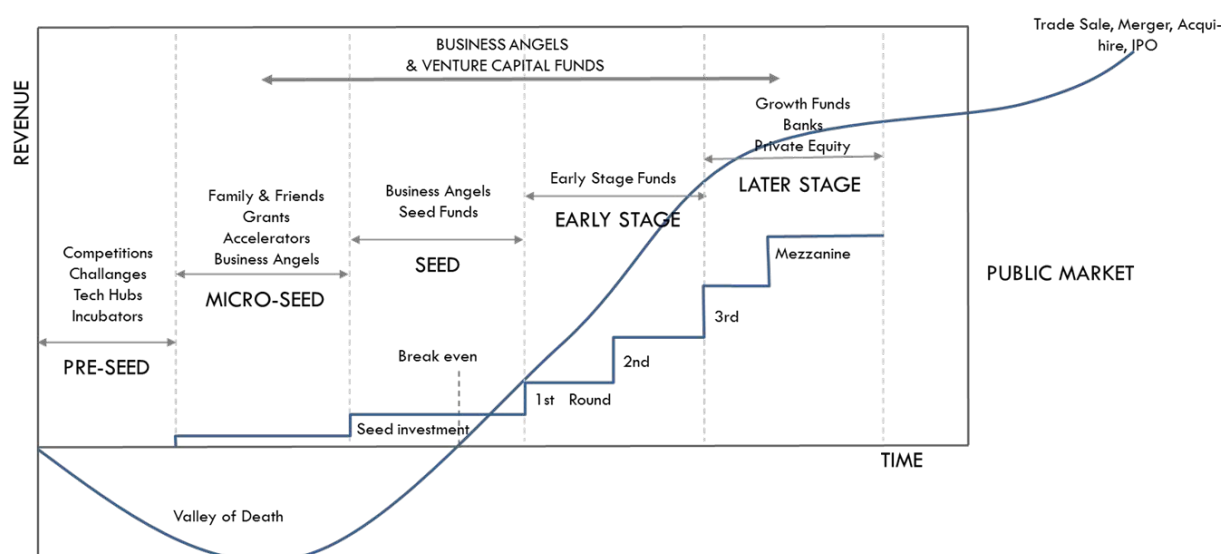 Trade Sale, Merger, Acqui-
hire, IPO
BUSINESS ANGELS
& VENTURE CAPITAL FUNDS
REVENUE
Growth Funds
Banks
Private Equity
LATER STAGE
Early Stage Funds
EARLY STAGE
Business Angels
Seed Funds
SEED
Family & Friends
Grants
Accelerators
Business Angels
MICRO-SEED
Competitions
Challanges
Tech Hubs
Incubators
PRE-SEED
Mezzanine
PUBLIC MARKET
3rd
2nd
Break even
1st Round
Seed investment
TIME
Valley of Death